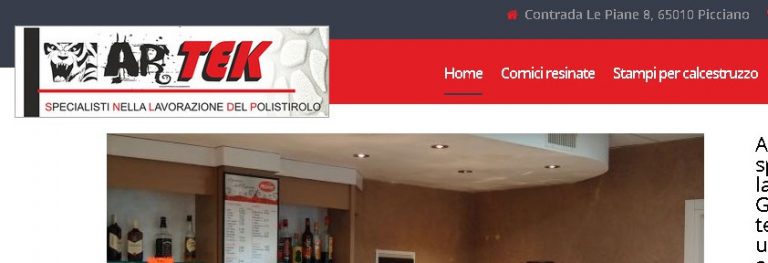 Contrada Le Piane 8, 65010 Picciano
ARTEK
SPECIALISTI NELLA LAVORAZIONE DEL POLISTIROLO
Home Cornici resinate Stampi per calcestruzzo
A
sp
la
G
te
u